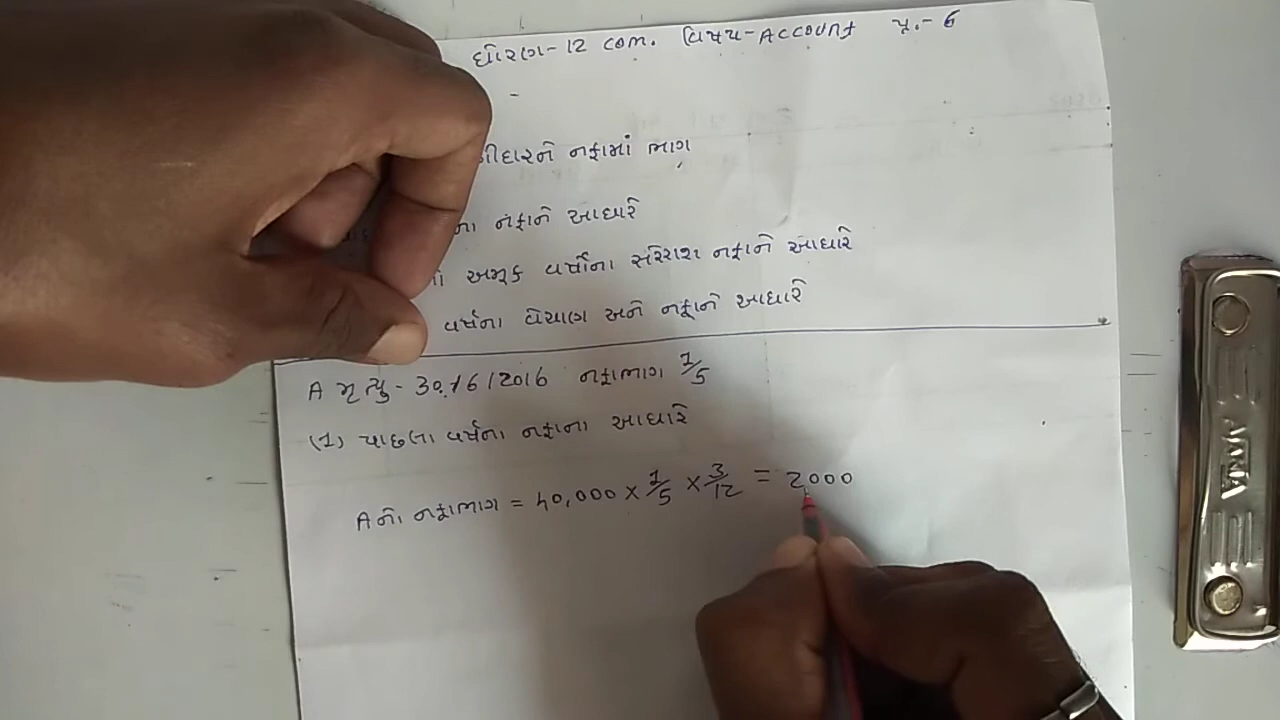 ધોરણ-12 com. વિષય-Account પ્ર.-6
નફામાં ભાગ
ના નફાને આધારે
અમુક વર્ષોના સરેરાશ નફાને આધારે
વર્ષના વેચાણ અને નફાને આધારે
A મૃત્યુ - 30/6/2016 નફાભાગ 1/5
(1) પાછલા વર્ષના નફાના આધારે
Aનો નફાભાગ = 40,000 × 1/5 × 3/12 = 2000
MARIA